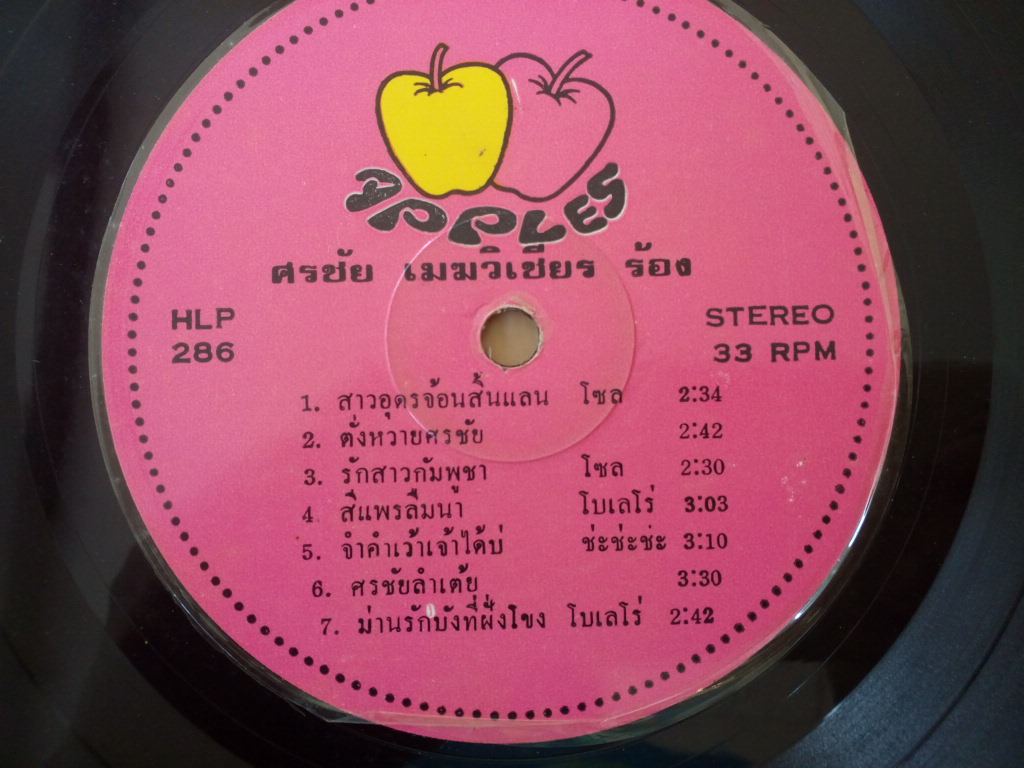 APPLES
ศรชัย เมฆวิเชียร ร้อง
HLP
286
STEREO
33 RPM
1. สาวอุดรจ้อนสิ้นแลน โซล 2:34
2. ตั่งหวายศรชัย 2:42
3. รักสาวกัมพูชา โซล 2:30
4 สีแพรลืมนา โบเลโร่ 3:03
5. จำคำเว้าเจ้าได้บ่ ช่ะช่ะช่ะ 3:10
6. ศรชัยลำเต้ย 3:30
7. ม่านรักบังที่ฝั่งโขง โบเลโร่ 2:42